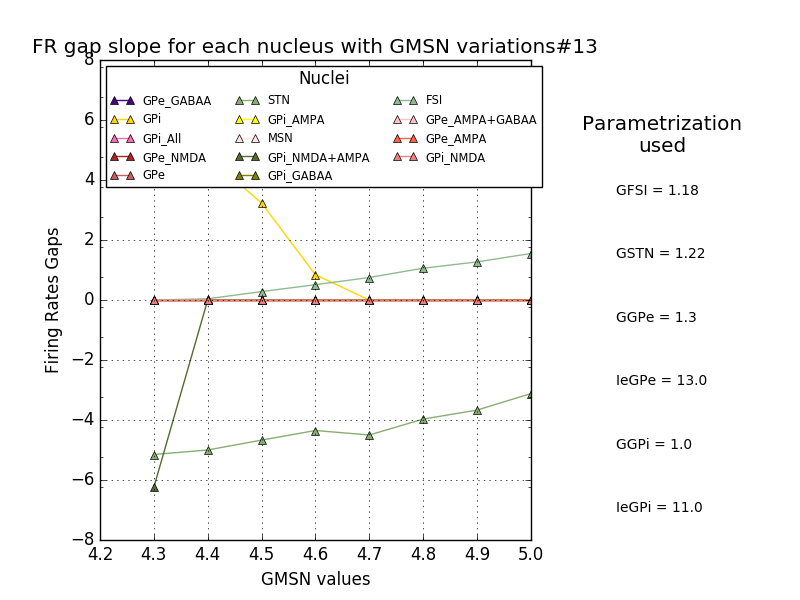 FR gap slope for each nucleus with GMSN variations#13
Nuclei
GPe_GABAA
GPi
GPi_All
GPe_NMDA
GPe
STN
GPi_AMPA
MSN
GPi_NMDA+AMPA
GPi_GABAA
FSI
GPe_AMPA+GABAA
GPe_AMPA
GPi_NMDA
Firing Rates Gaps
8
6
4
2
0
−2
−4
−6
−8
4.2 4.3 4.4 4.5 4.6 4.7 4.8 4.9 5.0
GMSN values
Parametrization
used
GFSI = 1.18
GSTN = 1.22
GGPe = 1.3
IeGPe = 13.0
GGPi = 1.0
IeGPi = 11.0